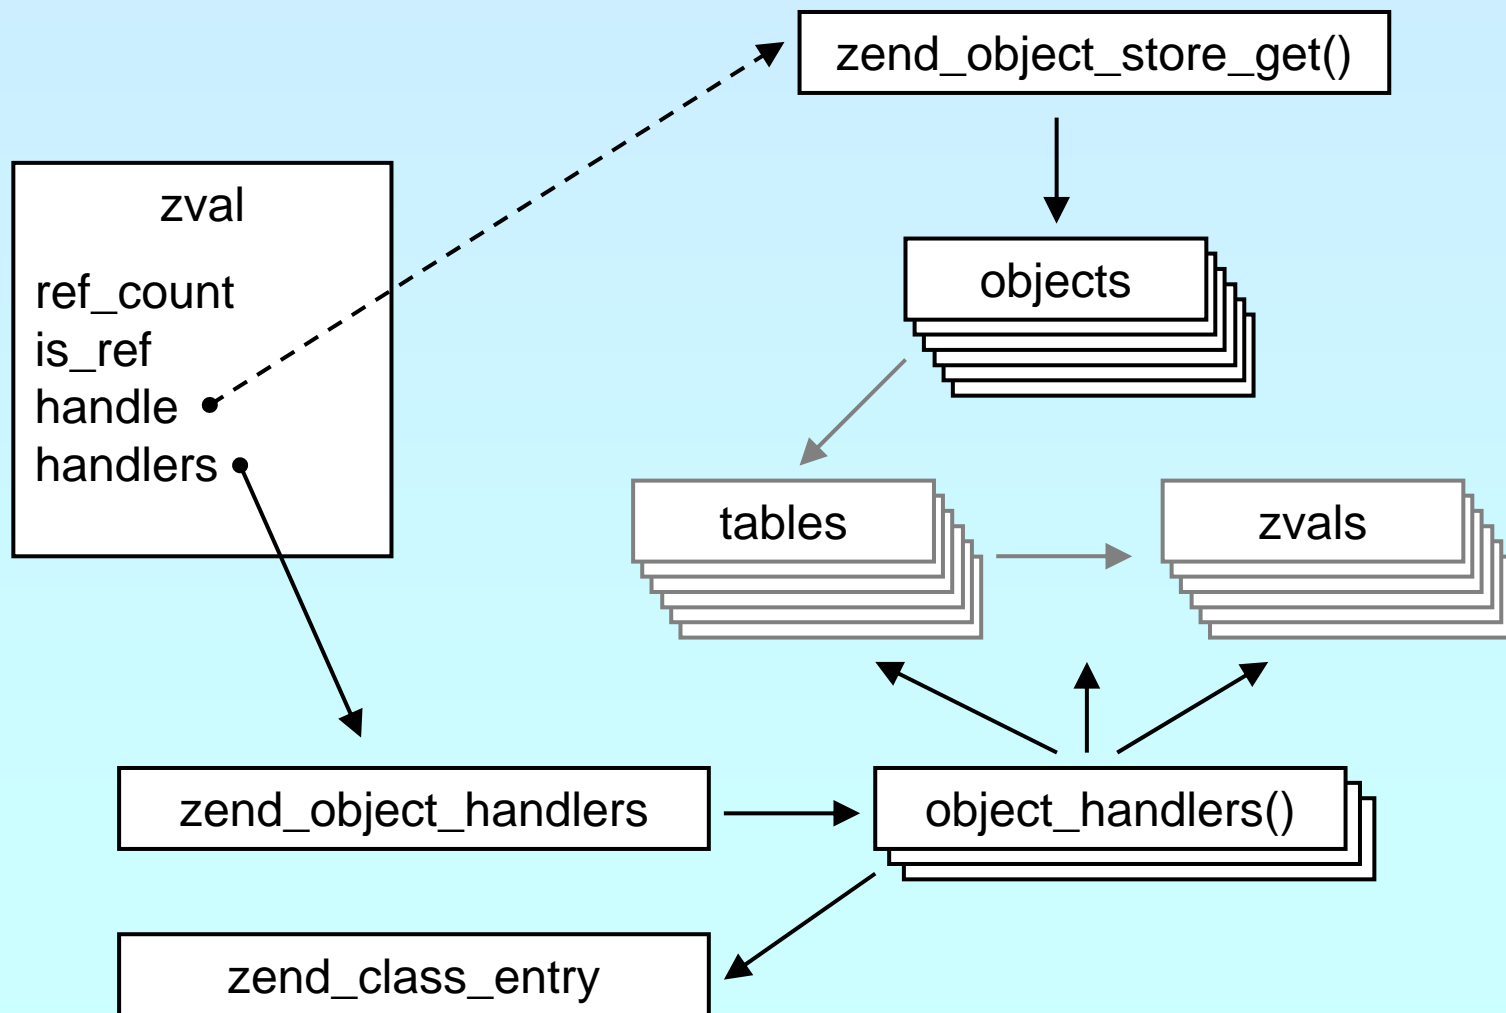 zend_object_store_get()
zval
ref_count
is_ref
handle
handlers
objects
tables
zvals
zend_object_handlers
object_handlers()
zend_class_entry